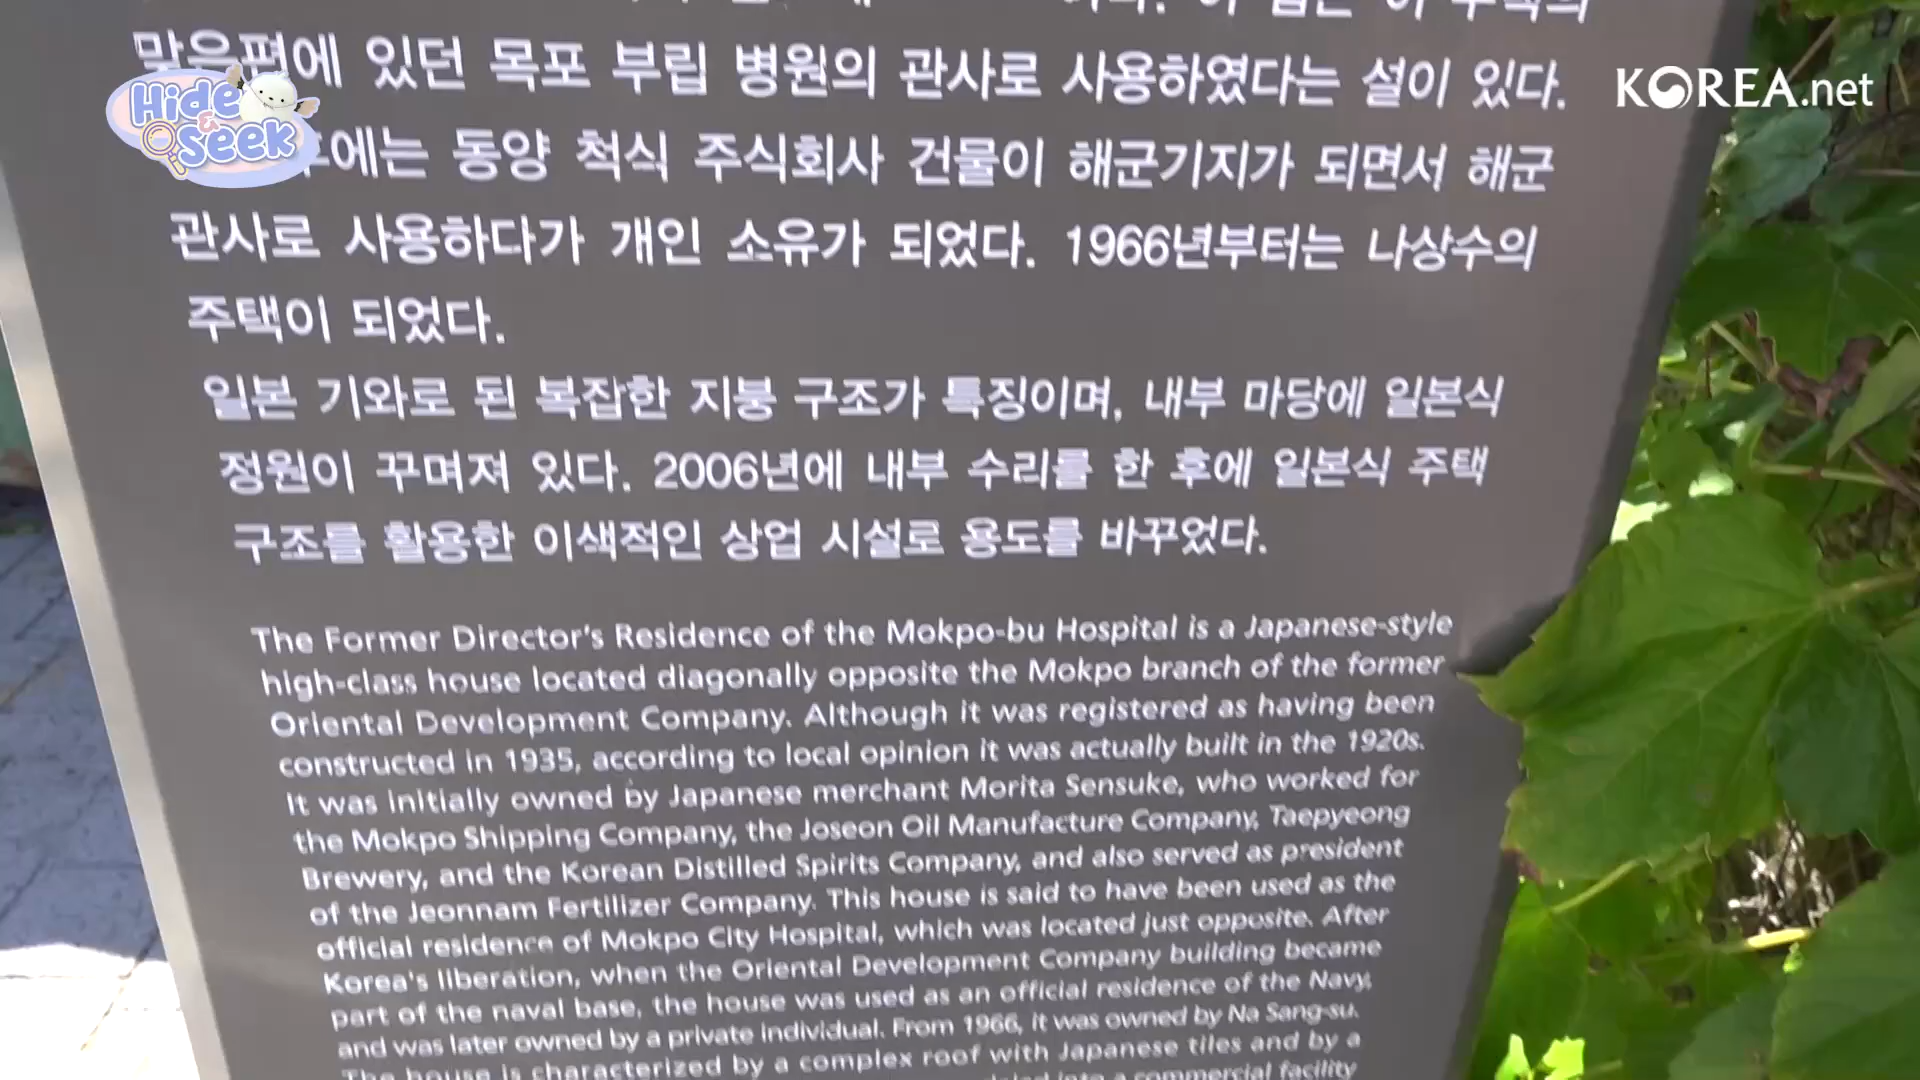 맞은편에 있던 목포 부립 병원의 관사로 사용하였다는 설이 있다.
Hide & Seek
KOREA.net
에는 동양 척식 주식회사 건물이 해군기지가 되면서 해군
관사로 사용하다가 개인 소유가 되었다. 1966년부터는 나상수의
주택이 되었다.
일본 기와로 된 복잡한 지붕 구조가 특징이며, 내부 마당에 일본식
정원이 꾸며져 있다. 2006년에 내부 수리를 한 후에 일본식 주택
구조를 활용한 이색적인 상업 시설로 용도를 바꾸었다.
The Former Director's Residence of the Mokpo-bu Hospital is a Japanese-style
high-class house located diagonally opposite the Mokpo branch of the former
Oriental Development Company. Although it was registered as having been
constructed in 1935, according to local opinion it was actually built in the 1920s.
It was initially owned by Japanese merchant Morita Sensuke, who worked for
the Mokpo Shipping Company, the Joseon Oil Manufacture Company, Taepyeong
Brewery, and the Korean Distilled Spirits Company, and also served as president
of the Jeonnam Fertilizer Company. This house is said to have been used as the
official residence of Mokpo City Hospital, which was located just opposite. After
Korea's liberation, when the Oriental Development Company building became
part of the naval base, the house was used as an official residence of the Navy,
and was later owned by a private individual. From 1966, it was owned by Na Sang-su.
The house is characterized by a complex roof with Japanese tiles and by a
into a commercial facility